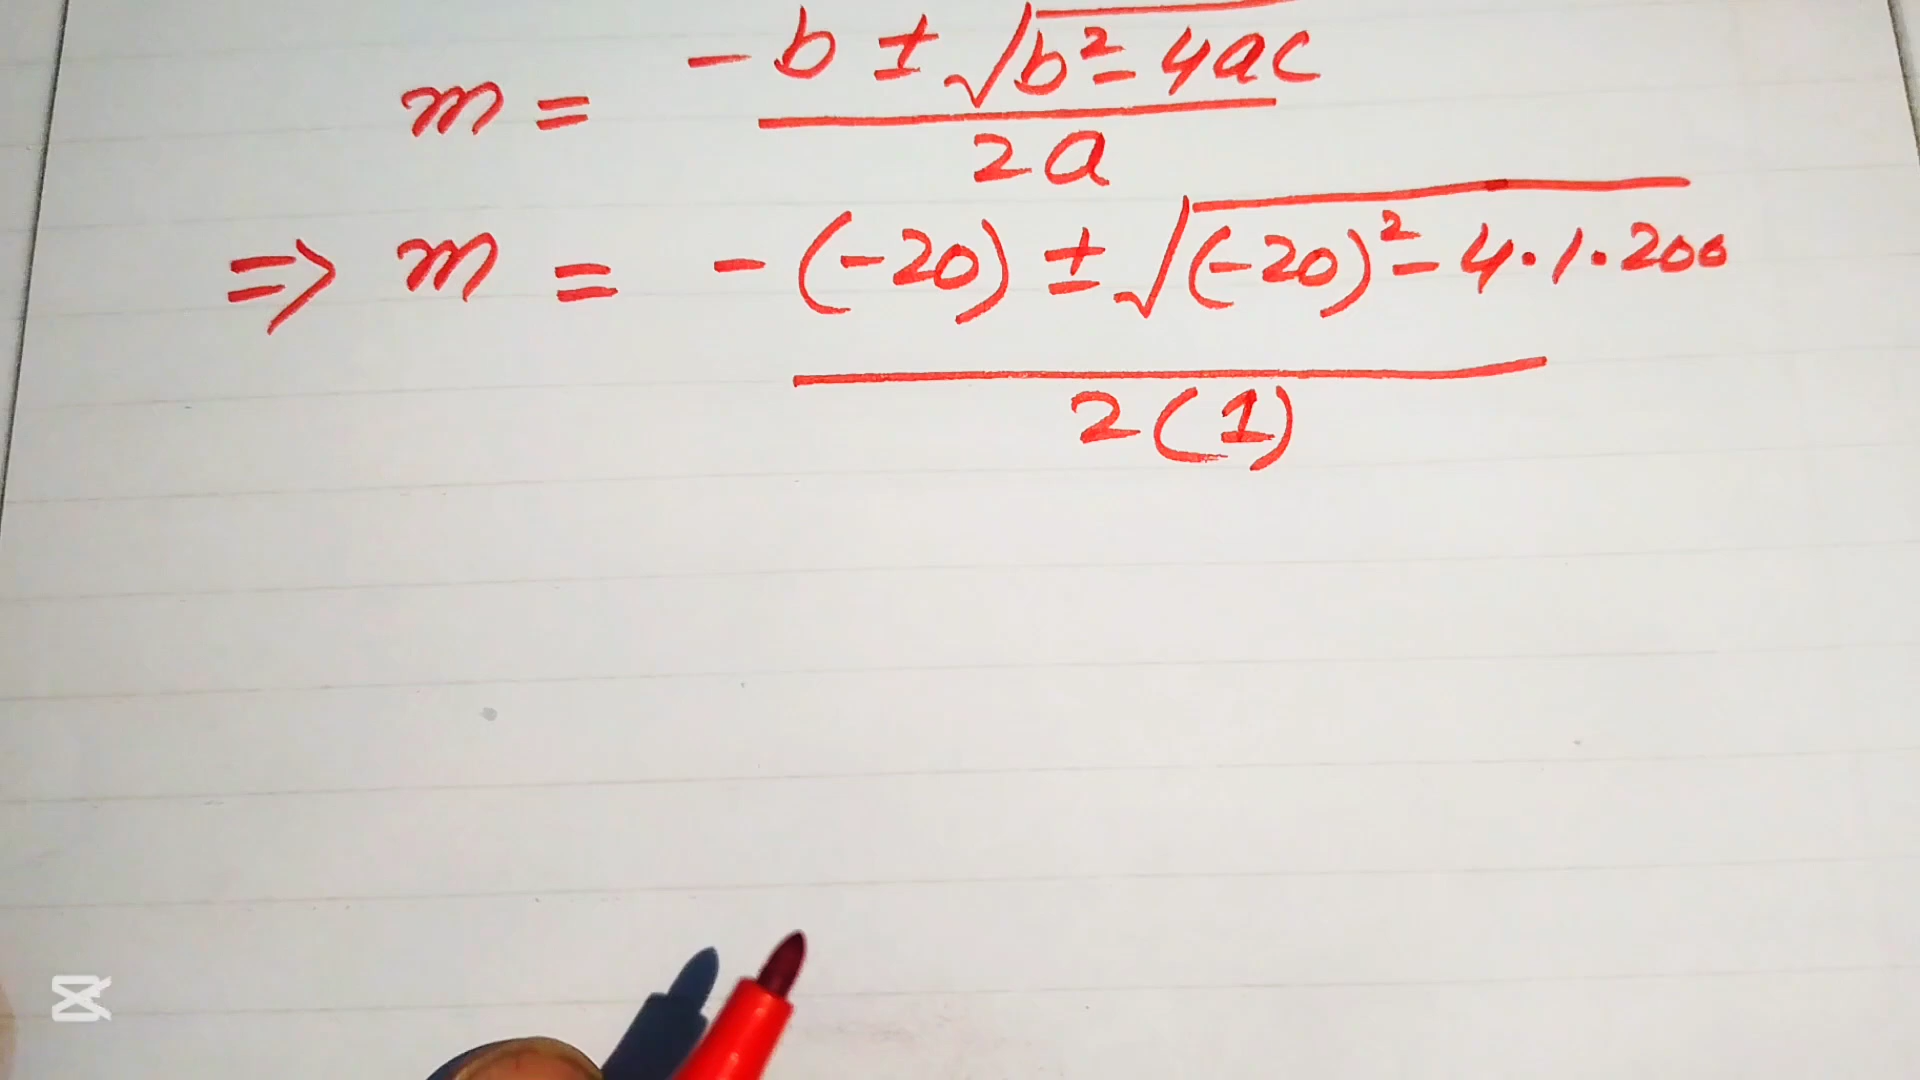 m = -b ± √b² - 4ac / 2a
⇒ m = -(-20) ± √(-20)² - 4·1·200 / 2(1)